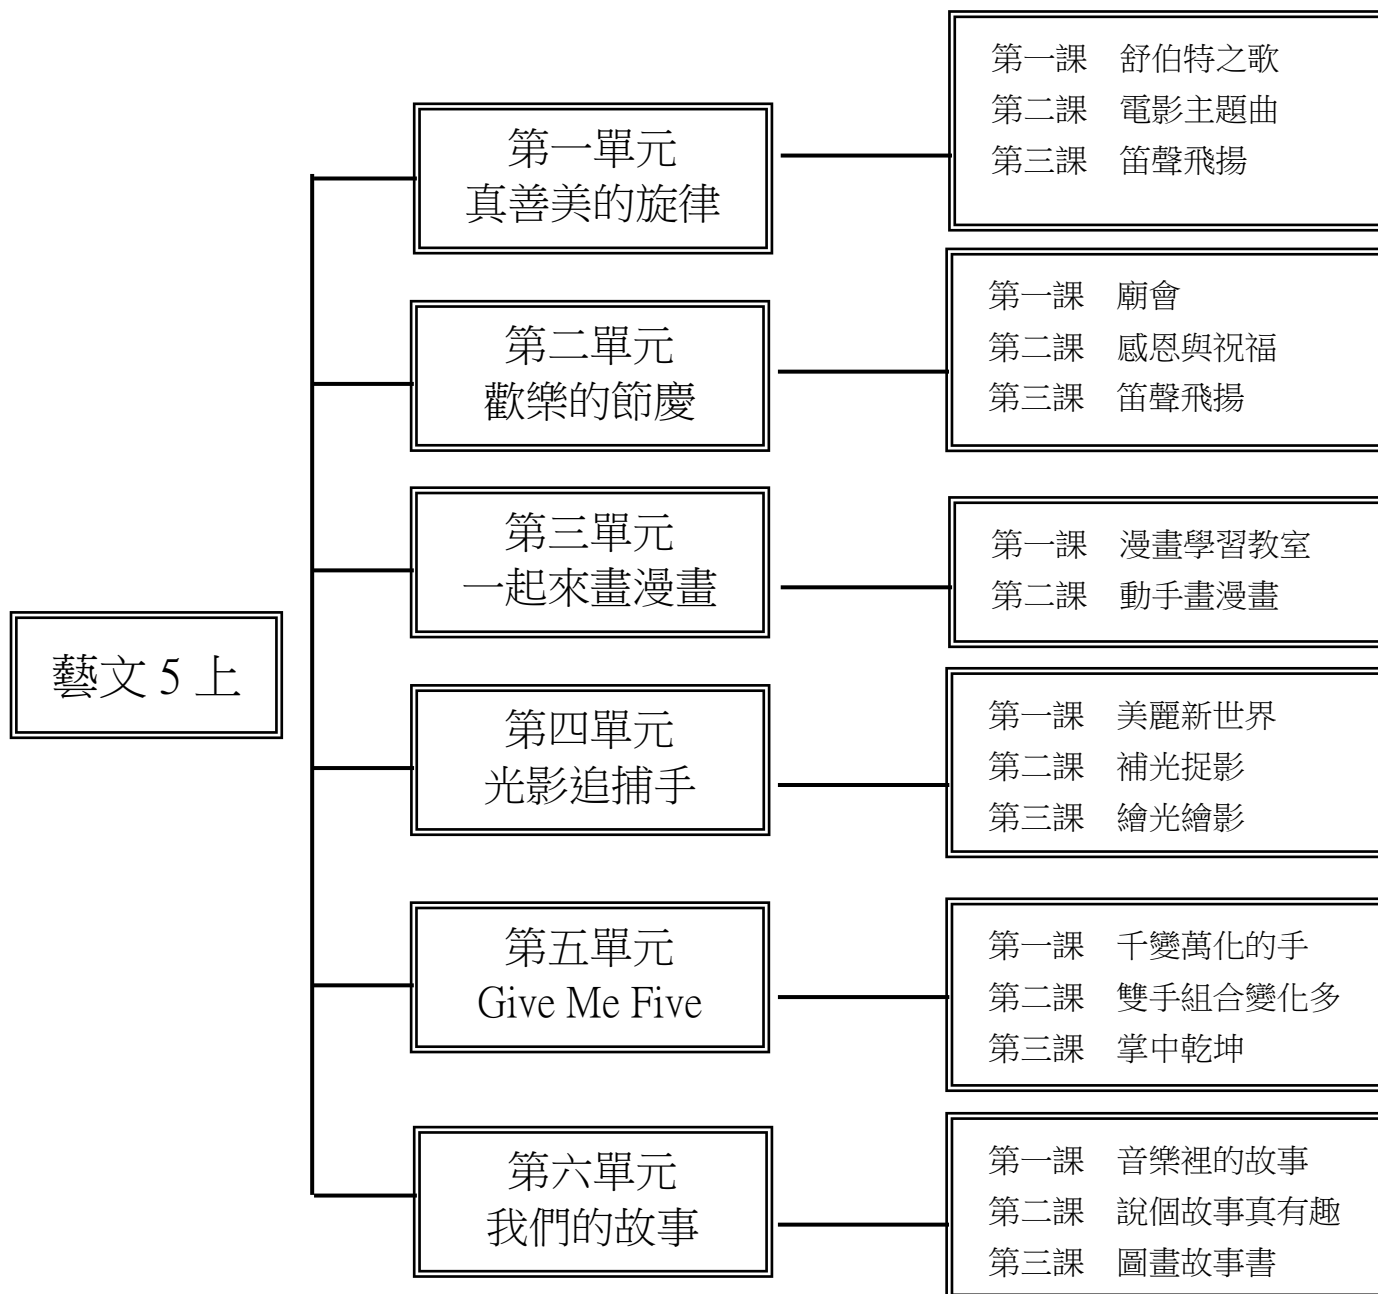 藝文 5 上
第一單元
真善美的旋律
第一課　舒伯特之歌
第二課　電影主題曲
第三課　笛聲飛揚
第二單元
歡樂的節慶
第一課　廟會
第二課　感恩與祝福
第三課　笛聲飛揚
第三單元
一起來畫漫畫
第一課　漫畫學習教室
第二課　動手畫漫畫
第四單元
光影追捕手
第一課　美麗新世界
第二課　補光捉影
第三課　繪光繪影
第五單元
Give Me Five
第一課　千變萬化的手
第二課　雙手組合變化多
第三課　掌中乾坤
第六單元
我們的故事
第一課　音樂裡的故事
第二課　說個故事真有趣
第三課　圖畫故事書